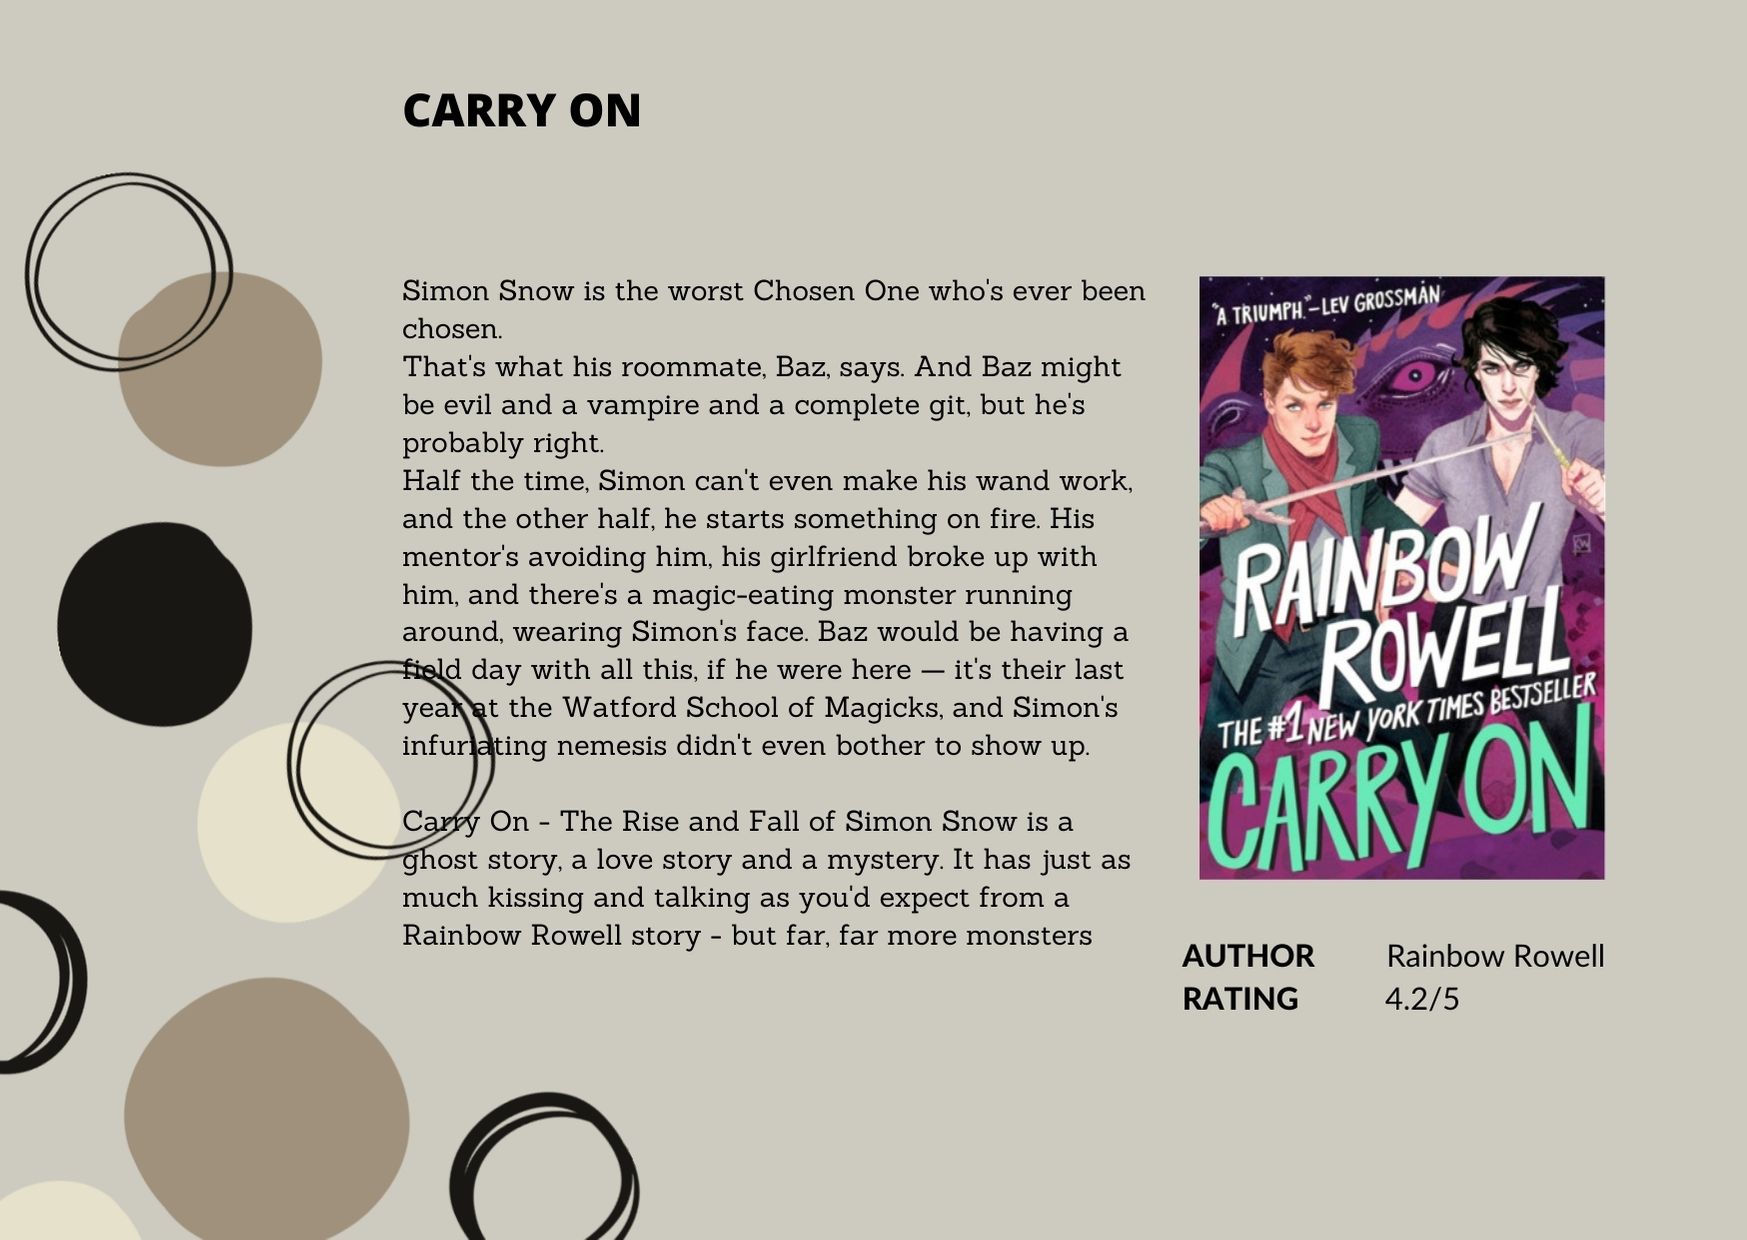 CARRY ON
Simon Snow is the worst Chosen One who's ever been
chosen.
That's what his roommate, Baz, says. And Baz might
be evil and a vampire and a complete git, but he's
probably right.
Half the time, Simon can't even make his wand work,
and the other half, he starts something on fire. His
mentor's avoiding him, his girlfriend broke up with
him, and there's a magic-eating monster running
around, wearing Simon's face. Baz would be having a
field day with all this, if he were here — it's their last
year at the Watford School of Magicks, and Simon's
infuriating nemesis didn't even bother to show up.
Carry On - The Rise and Fall of Simon Snow is a
ghost story, a love story and a mystery. It has just as
much kissing and talking as you'd expect from a
Rainbow Rowell story - but far, far more monsters
"A TRIUMPH."—LEV GROSSMAN
RAINBOW
ROWELL
THE #1 NEW YORK TIMES BESTSELLER
CARRY ON
AUTHOR Rainbow Rowell
RATING 4.2/5